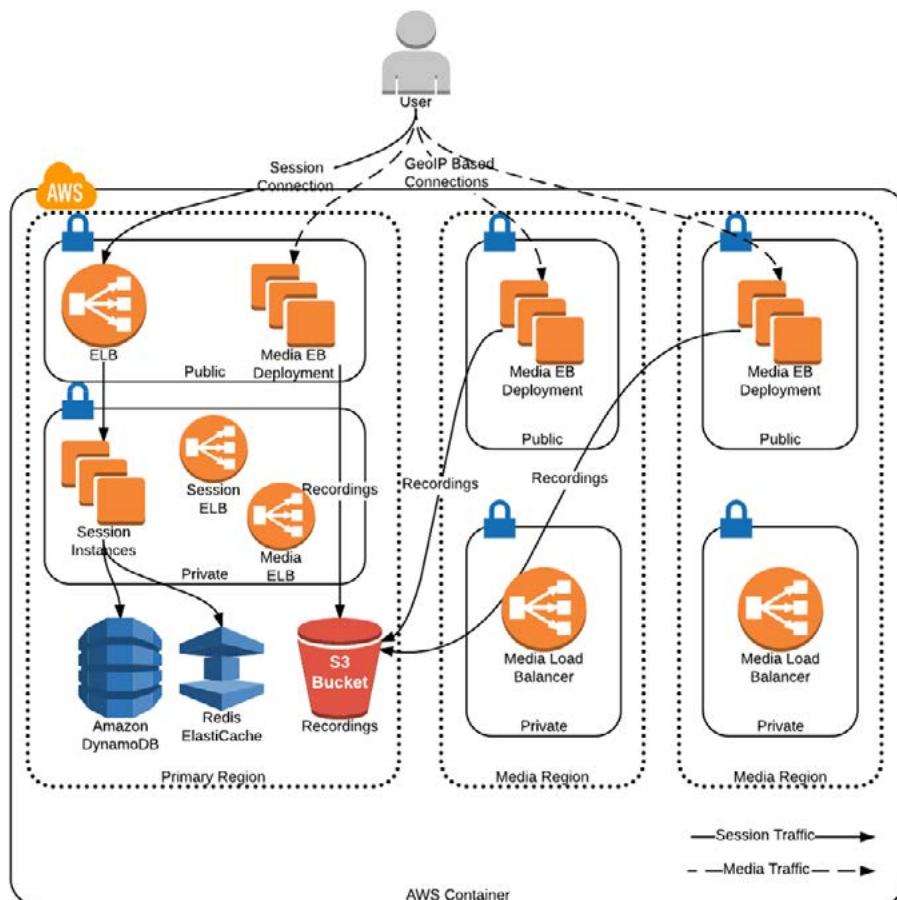 User
Session
Connection
GeoIP Based
Connections
AWS
ELB
Media EB
Deployment
Public
Media EB
Deployment
Public
Media EB
Deployment
Public
Session
Instances
Session
ELB
Media
ELB
Private
Recordings
Recordings
Recordings
Amazon
DynamoDB
Redis
ElastiCache
S3
Bucket
Recordings
Primary Region
Media Load
Balancer
Private
Media Region
Media Load
Balancer
Private
Media Region
Session Traffic
Media Traffic
AWS Container